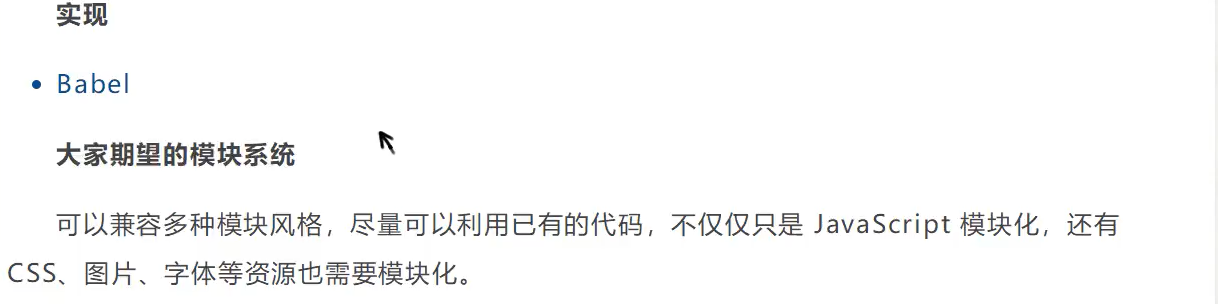 实现
Babel
大家期望的模块系统
可以兼容多种模块风格，尽量可以利用已有的代码，不仅仅只是 JavaScript 模块化，还有
CSS、图片、字体等资源也需要模块化。